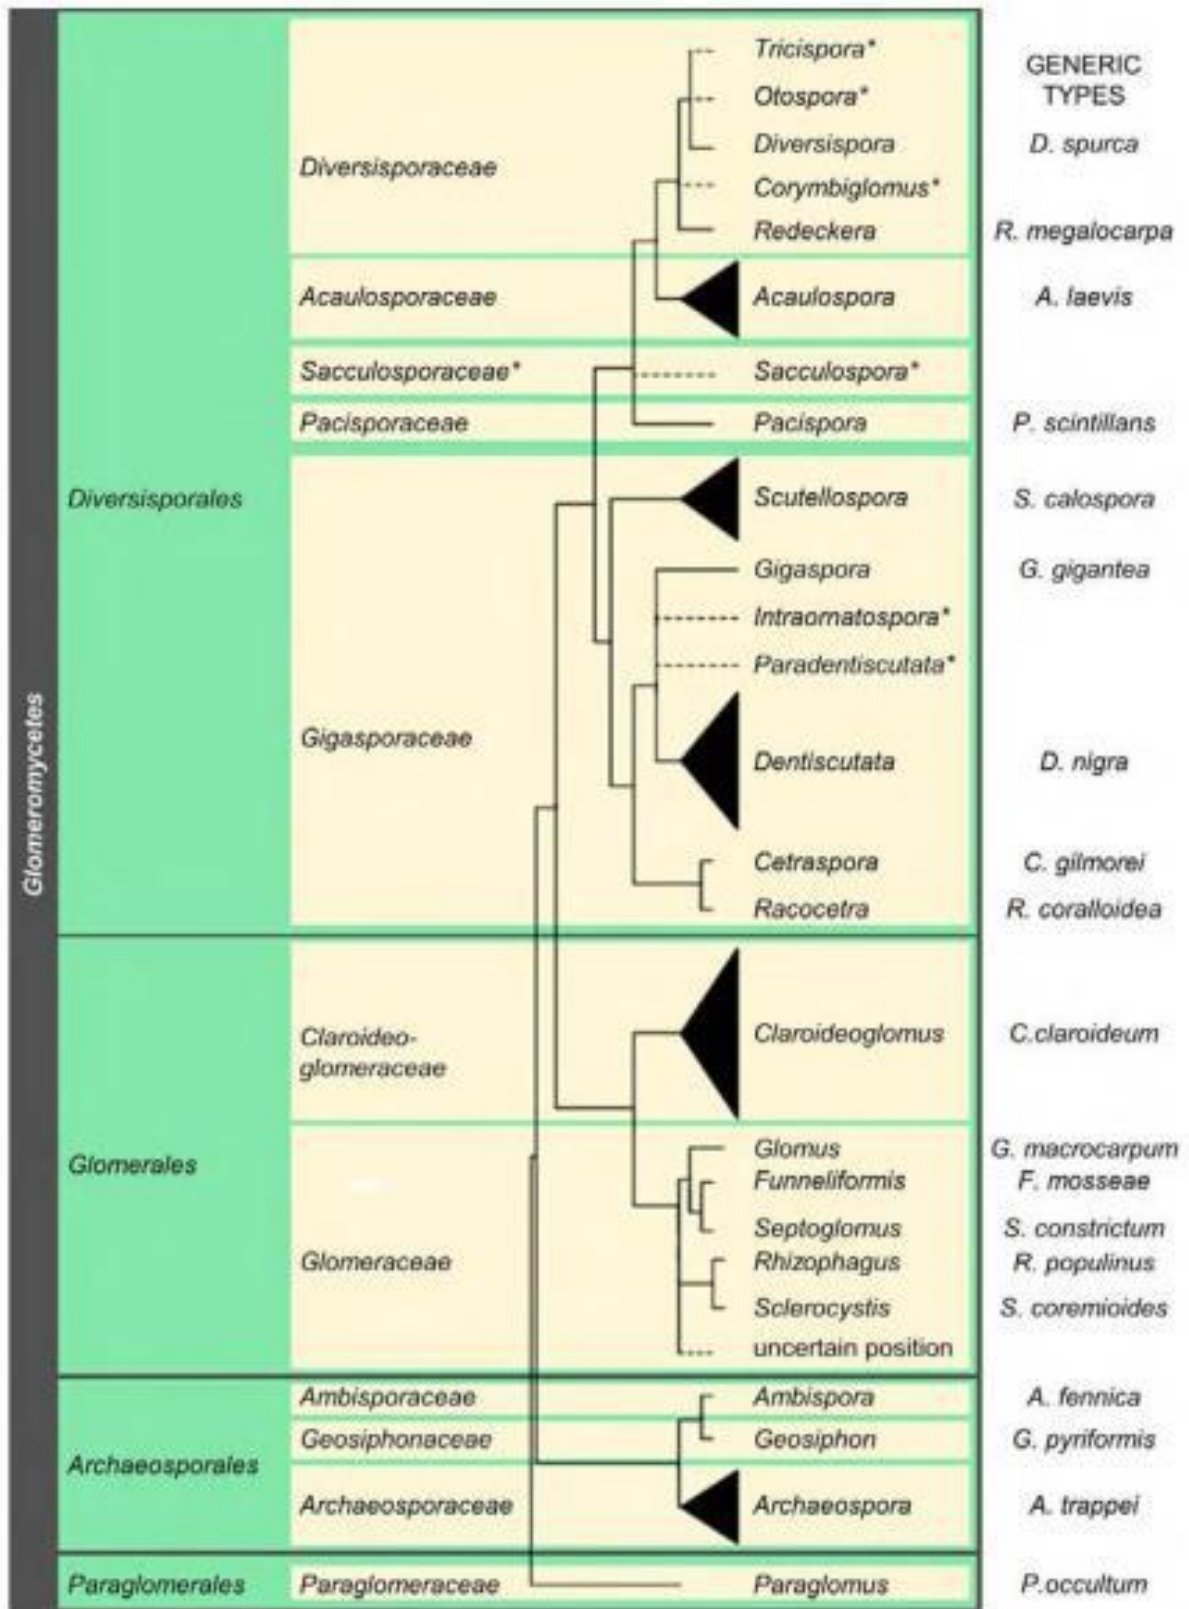 Glomeromycetes
GENERIC
TYPES
Diversisporales
Diversisporaceae
Tricispora*
Otospora*
Diversispora D. spurca
Corymbiglomus*
Redeckera R. megalocarpa
Acaulosporaceae Acaulospora A. laevis
Sacculosporaceae* Sacculospora*
Pacisporaceae Pacispora P. scintillans
Gigasporaceae
Scutellospora S. calospora
Gigaspora G. gigantea
Intraornatospora*
Paradentiscutata*
Dentiscutata D. nigra
Cetraspora C. gilmorei
Racocetra R. coralloidea
Glomerales
Claroideo-
glomeraceae
Claroideoglomus C.claroideum
Glomeraceae
Glomus G. macrocarpum
Funneliformis F. mosseae
Septoglomus S. constrictum
Rhizophagus R. populinus
Sclerocystis S. coremioides
uncertain position
Archaeosporales
Ambisporaceae Ambispora A. fennica
Geosiphonaceae Geosiphon G. pyriformis
Archaeosporaceae Archaeospora A. trappei
Paraglomerales Paraglomeraceae Paraglomus P.occultum